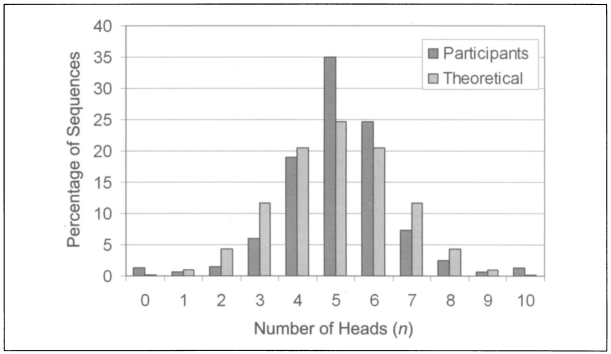 40
35
30
25
20
15
10
5
0
Percentage of Sequences
Participants
Theoretical
0 1 2 3 4 5 6 7 8 9 10
Number of Heads (n)